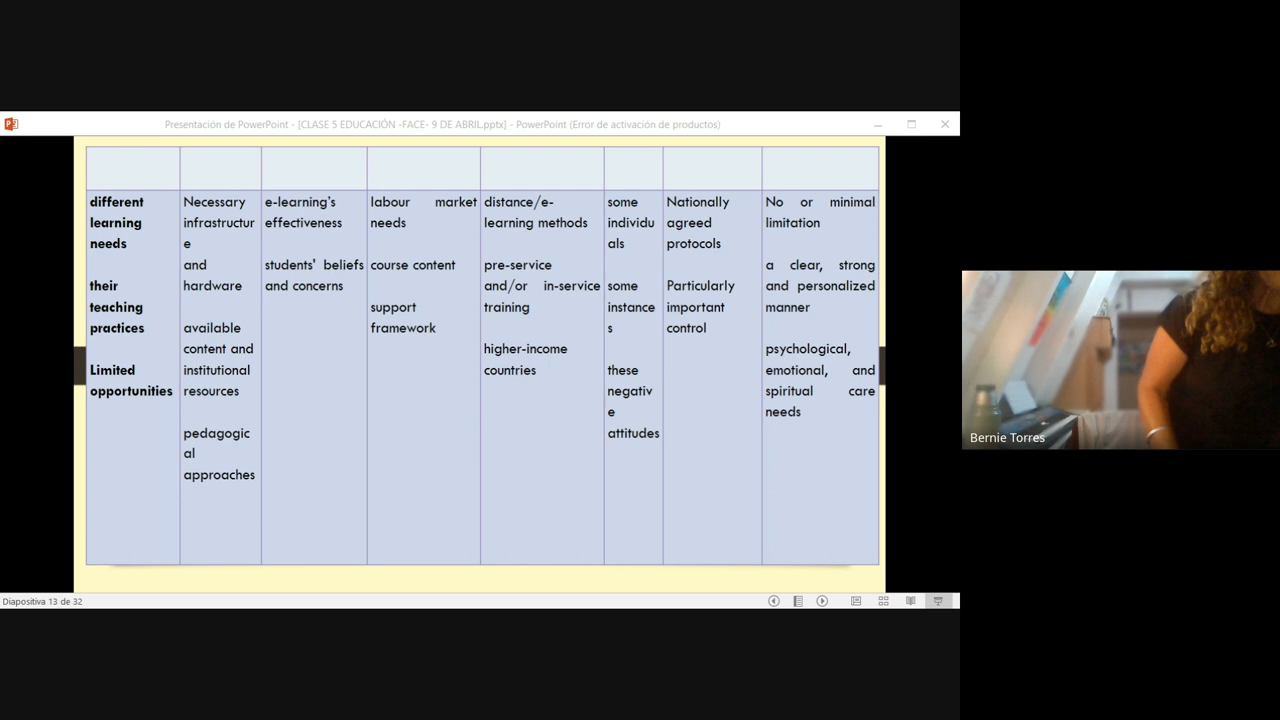 Presentación de PowerPoint - [CLASE 5 EDUCACIÓN -FACE- 9 DE ABRIL.pptx] - PowerPoint (Error de activación de productos)
different
learning
needs
their
teaching
practices
Limited
opportunities
Necessary
infrastructur
e
and
hardware
available
content and
institutional
resources
pedagogic
al
approaches
e-learning's
effectiveness
students' beliefs
and concerns
labour market
needs
course content
support
framework
distance/e-
learning methods
pre-service
and/or in-service
training
higher-income
countries
some
individu
als
some
instance
s
these
negativ
e
attitudes
Nationally
agreed
protocols
Particularly
important
control
No or minimal
limitation
a clear, strong
and personalized
manner
psychological,
emotional, and
spiritual care
needs
Diapositiva 13 de 32
Bernie Torres